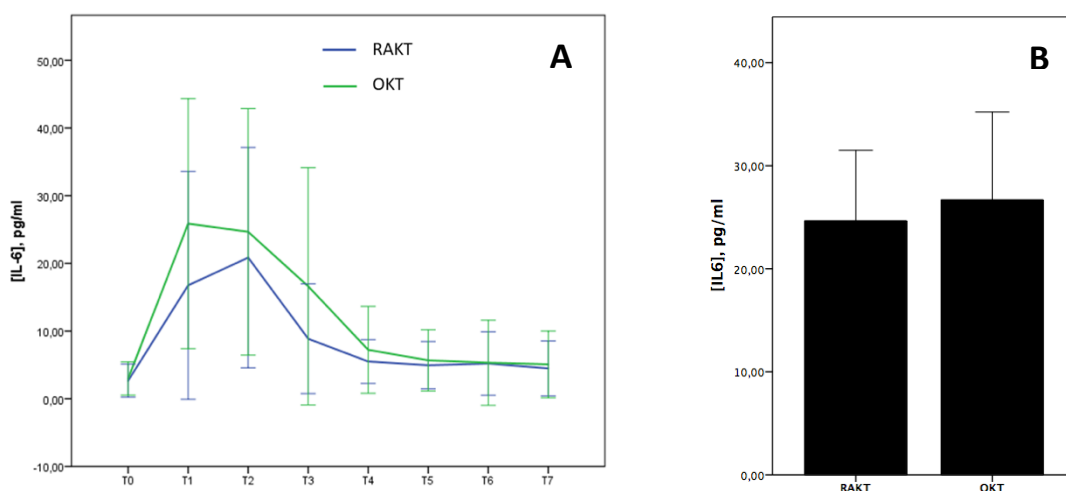 A
RAKT
OKT
50,00
40,00
30,00
20,00
10,00
0,00
-10,00
[IL-6], pg/ml
T0
T1
T2
T3
T4
T5
T6
T7
B
40,00
30,00
20,00
10,00
0,00
[IL6], pg/ml
RAKT
OKT